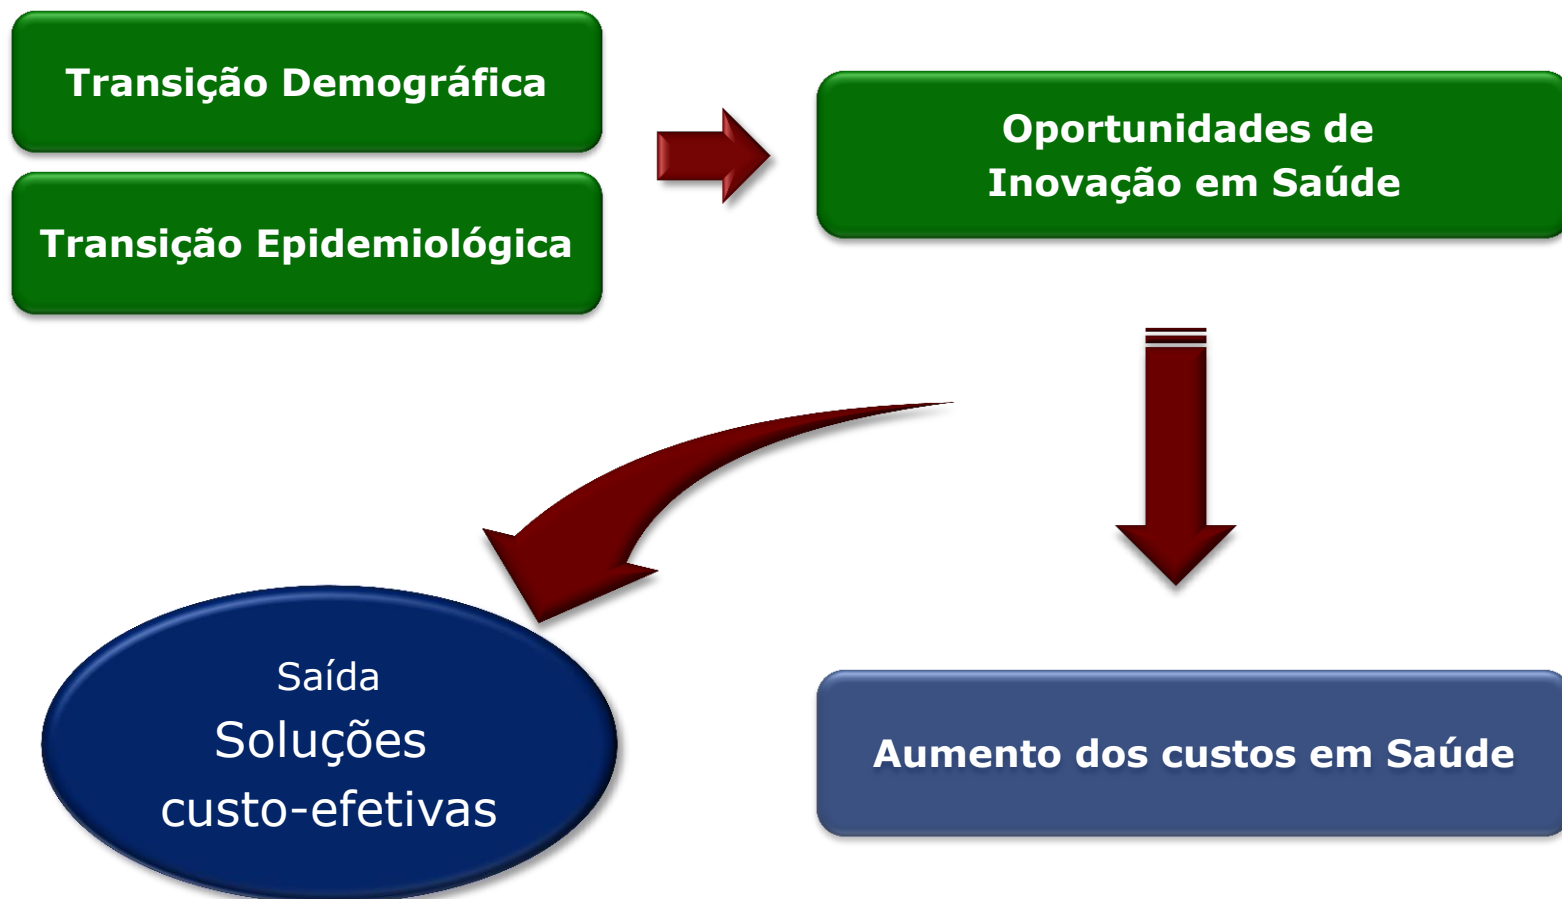 Transição Demográfica
Transição Epidemiológica
Oportunidades de
Inovação em Saúde
Saída
Soluções
custo-efetivas
Aumento dos custos em Saúde